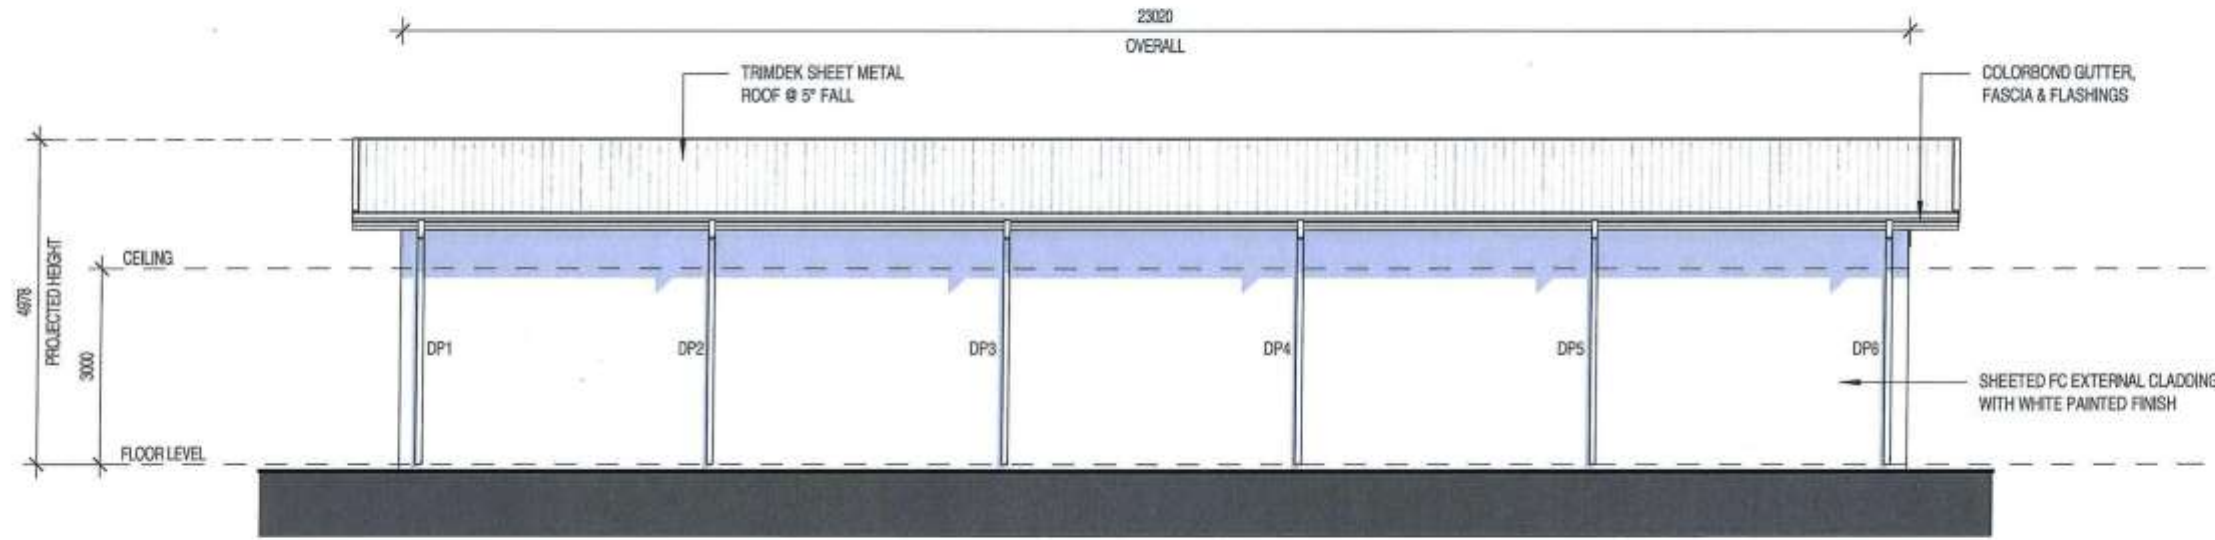 23020
OVERALL
TRIMDEK SHEET METAL
ROOF @ 5° FALL
COLORBOND GUTTER,
FASCIA & FLASHINGS
CEILING
4978
PROJECTED HEIGHT
3000
DP1
DP2
DP3
DP4
DP5
DP6
SHEETED FC EXTERNAL CLADDING
WITH WHITE PAINTED FINISH
FLOOR LEVEL